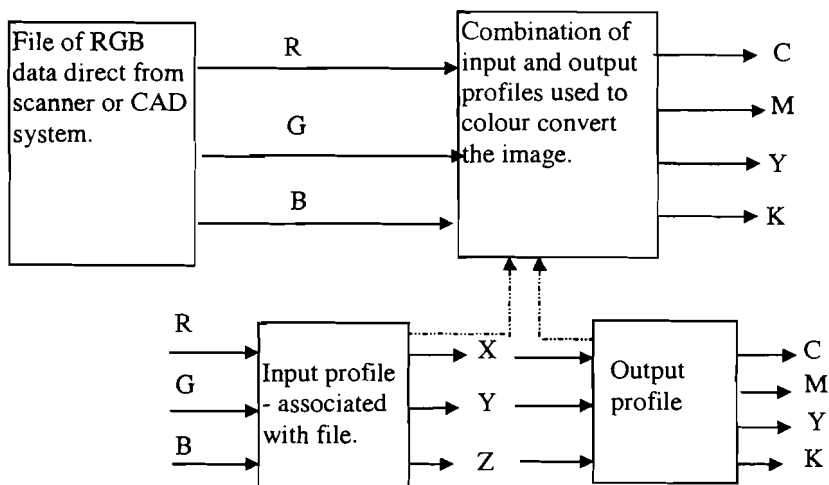 File of RGB
data direct from
scanner or CAD
system.
R
G
B
Combination of
input and output
profiles used to
colour convert
the image.
C
M
Y
K
R
G
B
Input profile
- associated
with file.
X
Y
Z
Output
profile
C
M
Y
K